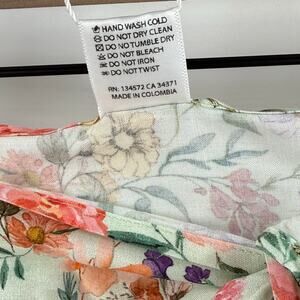 HAND WASH COLD
DO NOT DRY CLEAN
DO NOT TUMBLE DRY
DO NOT BLEACH
DO NOT IRON
DO NOT TWIST
RN: 134572 CA 34371
MADE IN COLOMBIA